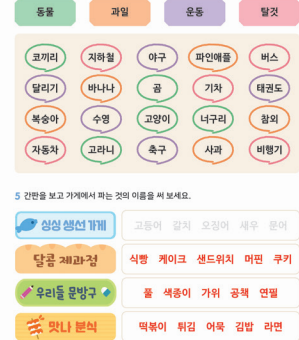 동물 과일 운동 탈것
코끼리 지하철 야구 파인애플 버스
달리기 바나나 곰 기차 태권도
복숭아 수영 고양이 너구리 참외
자동차 고라니 축구 사과 비행기
5 간판을 보고 가게에서 파는 것의 이름을 써 보세요.
싱싱 생선 가게 고등어 갈치 오징어 새우 문어
달콤 제과점 식빵 케이크 샌드위치 머핀 쿠키
우리들 문방구 풀 색종이 가위 공책 연필
맛나 분식 떡볶이 튀김 어묵 김밥 라면